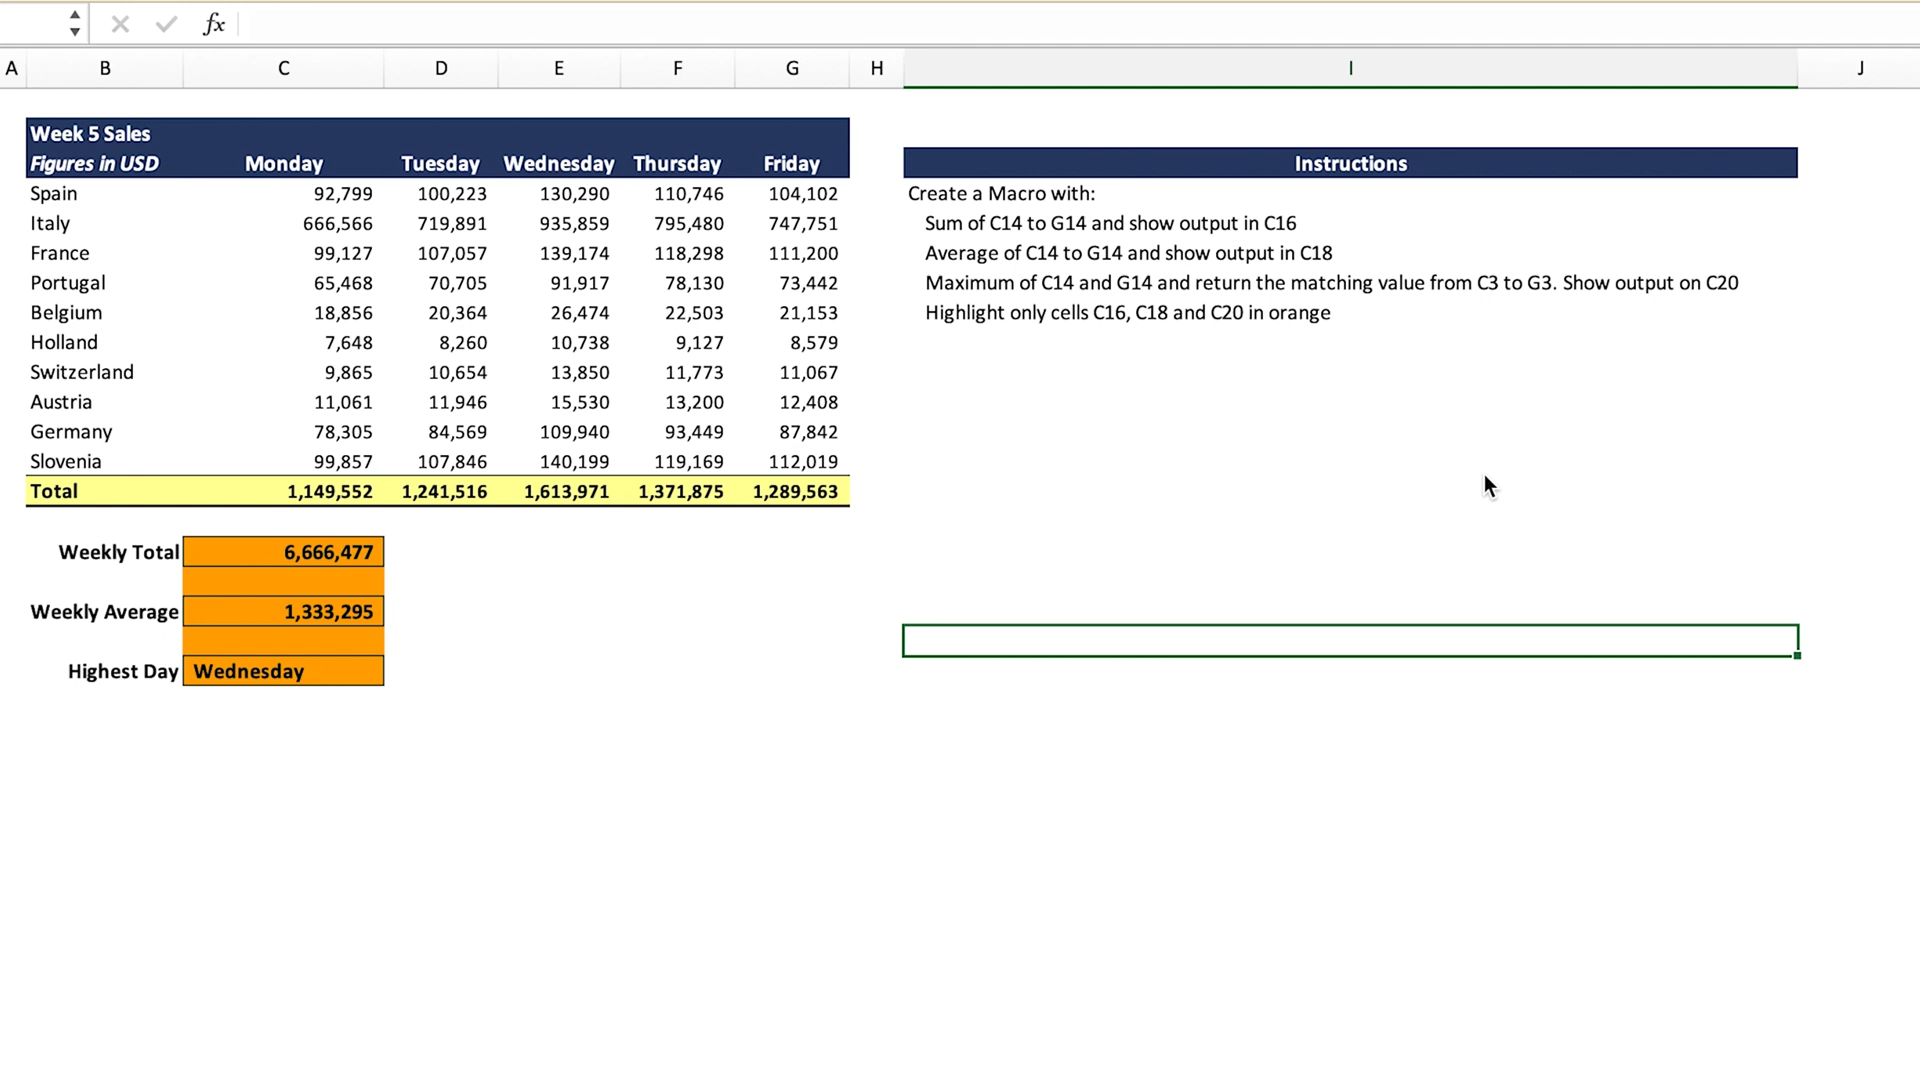 fx
A B C D E F G H I J
Week 5 Sales
Figures in USD Monday Tuesday Wednesday Thursday Friday
Spain 92,799 100,223 130,290 110,746 104,102
Italy 666,566 719,891 935,859 795,480 747,751
France 99,127 107,057 139,174 118,298 111,200
Portugal 65,468 70,705 91,917 78,130 73,442
Belgium 18,856 20,364 26,474 22,503 21,153
Holland 7,648 8,260 10,738 9,127 8,579
Switzerland 9,865 10,654 13,850 11,773 11,067
Austria 11,061 11,946 15,530 13,200 12,408
Germany 78,305 84,569 109,940 93,449 87,842
Slovenia 99,857 107,846 140,199 119,169 112,019
Total 1,149,552 1,241,516 1,613,971 1,371,875 1,289,563
Weekly Total 6,666,477
Weekly Average 1,333,295
Highest Day Wednesday
Instructions
Create a Macro with:
Sum of C14 to G14 and show output in C16
Average of C14 to G14 and show output in C18
Maximum of C14 and G14 and return the matching value from C3 to G3. Show output on C20
Highlight only cells C16, C18 and C20 in orange